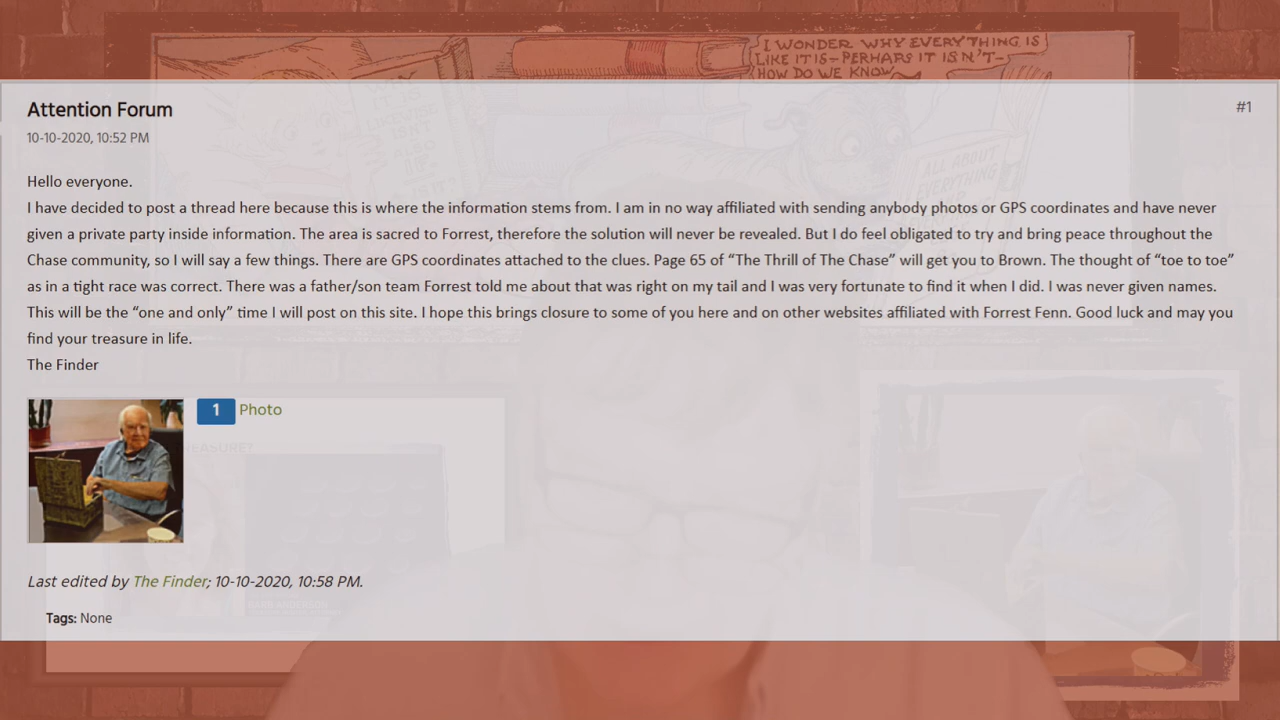 I WONDER WHY EVERYTHING IS
LIKE IT IS - PERHAPS IT ISN'T-
HOW DO WE KNOW
ALL ABOUT
EVERYTHING
Attention Forum
#1
10-10-2020, 10:52 PM
Hello everyone.
I have decided to post a thread here because this is where the information stems from. I am in no way affiliated with sending anybody photos or GPS coordinates and have never
given a private party inside information. The area is sacred to Forrest, therefore the solution will never be revealed. But I do feel obligated to try and bring peace throughout the
Chase community, so I will say a few things. There are GPS coordinates attached to the clues. Page 65 of “The Thrill of The Chase” will get you to Brown. The thought of “toe to toe”
as in a tight race was correct. There was a father/son team Forrest told me about that was right on my tail and I was very fortunate to find it when I did. I was never given names.
This will be the “one and only” time I will post on this site. I hope this brings closure to some of you here and on other websites affiliated with Forrest Fenn. Good luck and may you
find your treasure in life.
The Finder
1 Photo
Last edited by The Finder; 10-10-2020, 10:58 PM.
Tags: None